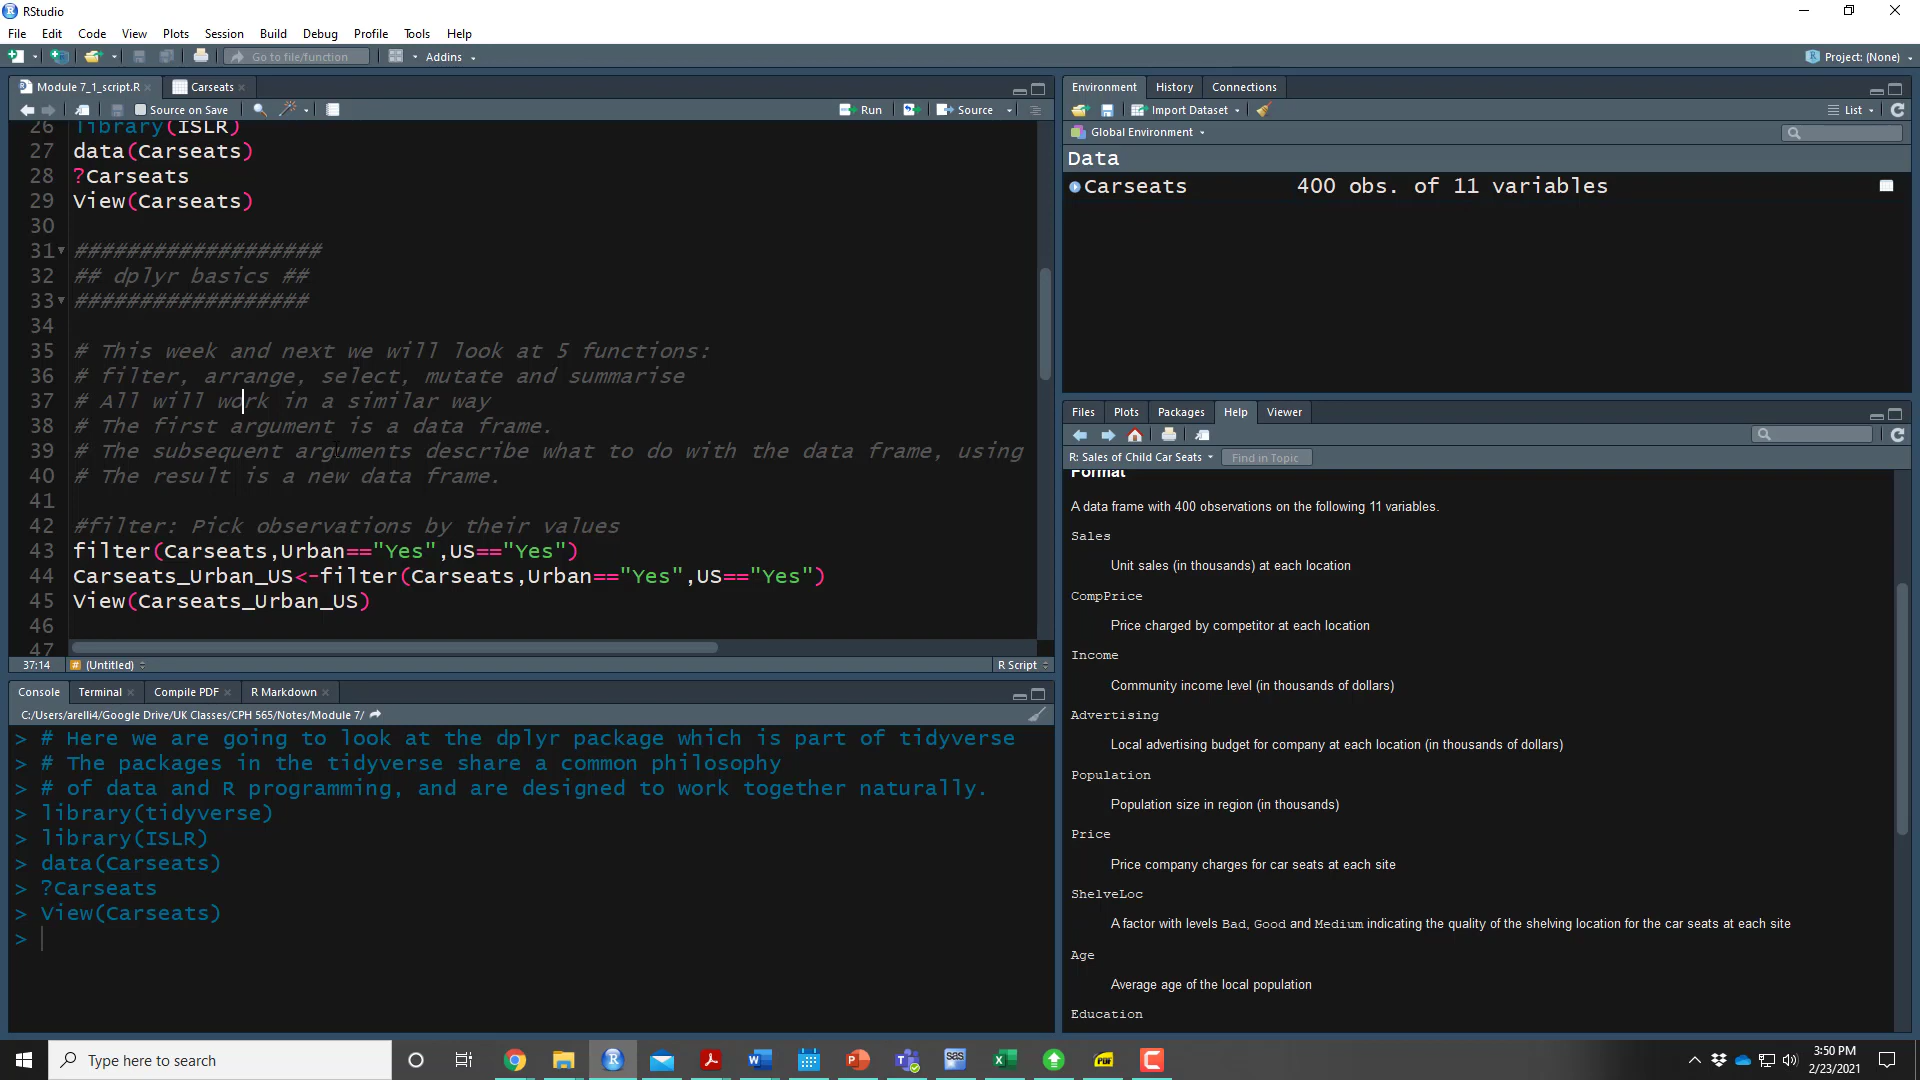 RStudio
File Edit Code View Plots Session Build Debug Profile Tools Help
Go to file/function Addins Project: (None)
Module 7_1_script.R Carseats
Source on Save Run Source
26 library(ISLR)
27 data(Carseats)
28 ?Carseats
29 View(Carseats)
30
31 ###################
32 ## dplyr basics ##
33 ##################
34
35 # This week and next we will look at 5 functions:
36 # filter, arrange, select, mutate and summarise
37 # All will work in a similar way
38 # The first argument is a data frame.
39 # The subsequent arguments describe what to do with the data frame, using
40 # The result is a new data frame.
41
42 #filter: Pick observations by their values
43 filter(Carseats,Urban=="Yes",US=="Yes")
44 Carseats_Urban_US<-filter(Carseats,Urban=="Yes",US=="Yes")
45 View(Carseats_Urban_US)
46
47
37:14 (Untitled) R Script
Console Terminal Compile PDF R Markdown
C:/Users/arelli4/Google Drive/UK Classes/CPH 565/Notes/Module 7/
> # Here we are going to look at the dplyr package which is part of tidyverse
> # The packages in the tidyverse share a common philosophy
> # of data and R programming, and are designed to work together naturally.
> library(tidyverse)
> library(ISLR)
> data(Carseats)
> ?Carseats
> View(Carseats)
>
Environment History Connections
Import Dataset List
Global Environment
Data
Carseats 400 obs. of 11 variables
Files Plots Packages Help Viewer
R: Sales of Child Car Seats Find in Topic
Format
A data frame with 400 observations on the following 11 variables.
Sales
Unit sales (in thousands) at each location
CompPrice
Price charged by competitor at each location
Income
Community income level (in thousands of dollars)
Advertising
Local advertising budget for company at each location (in thousands of dollars)
Population
Population size in region (in thousands)
Price
Price company charges for car seats at each site
ShelveLoc
A factor with levels Bad, Good and Medium indicating the quality of the shelving location for the car seats at each site
Age
Average age of the local population
Education
Type here to search
3:50 PM
2/23/2021